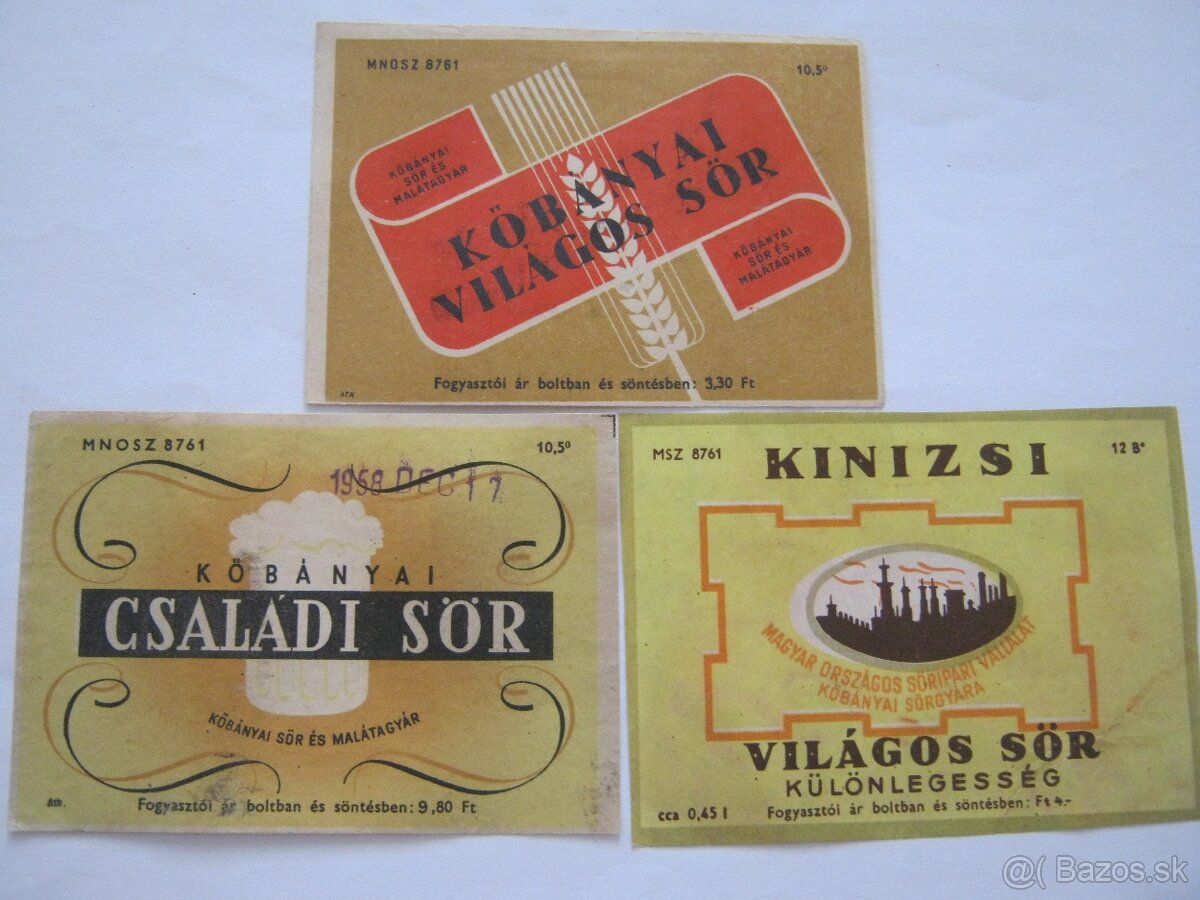 MNOSZ 8761
10,5°
KŐBÁNYAI
SÖR ÉS
MALÁTAGYÁR
KŐBÁNYAI
VILÁGOS SÖR
KŐBÁNYAI
SÖR ÉS
MALÁTAGYÁR
Fogyasztói ár boltban és söntésben: 3,30 Ft
ATH
MNOSZ 8761
10,5°
1958 DEC 17
KŐBÁNYAI
CSALÁDI SÖR
KŐBÁNYAI SÖR ÉS MALÁTAGYÁR
Ath.
Fogyasztói ár boltban és söntésben: 9,80 Ft
MSZ 8761
KINIZSI
12 B°
MAGYAR ORSZÁGOS SÖRIPARI VÁLLALAT
KŐBÁNYAI SÖRGYÁRA
VILÁGOS SÖR
KÜLÖNLEGESSÉG
cca 0,45 l
Fogyasztói ár boltban és söntésben: Ft 4.-
@( Bazos.sk